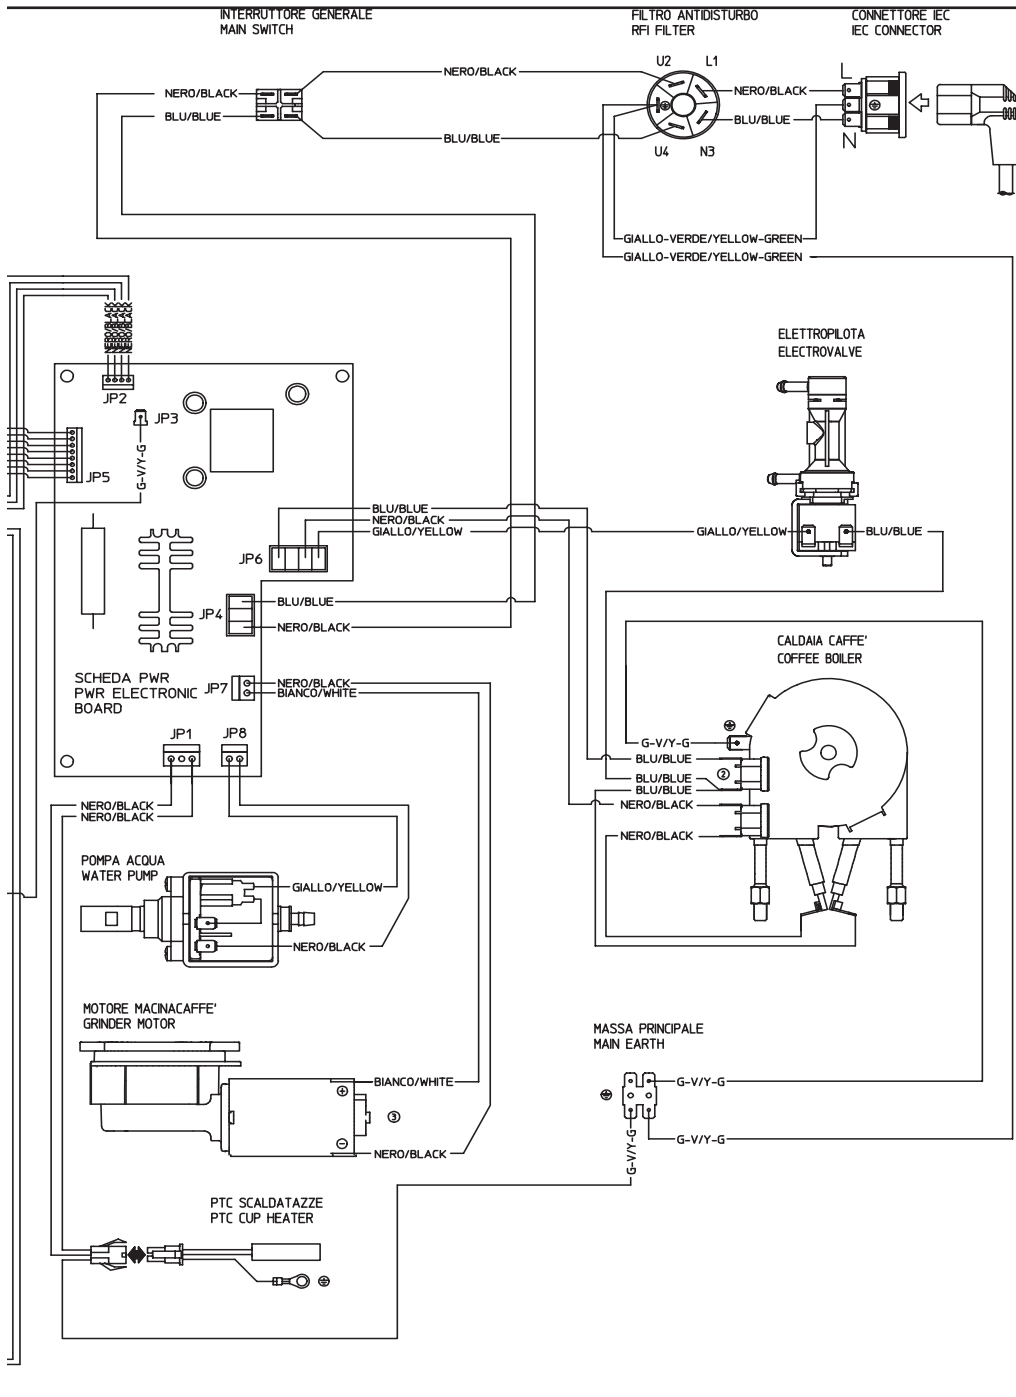 INTERRUTTORE GENERALE
MAIN SWITCH
FILTRO ANTIDISTURBO
RFI FILTER
CONNETTORE IEC
IEC CONNECTOR
U2
L1
L
NERO/BLACK
NERO/BLACK
NERO/BLACK
BLU/BLUE
BLU/BLUE
BLU/BLUE
U4
N3
N
GIALLO-VERDE/YELLOW-GREEN
GIALLO-VERDE/YELLOW-GREEN
NERO/BLACK
NERO/BLACK
NERO/BLACK
NERO/BLACK
ELETTROPILOTA
ELECTROVALVE
JP2
JP3
G-V/Y-G
JP5
BLU/BLUE
NERO/BLACK
GIALLO/YELLOW
GIALLO/YELLOW
BLU/BLUE
JP6
JP4
BLU/BLUE
NERO/BLACK
CALDAIA CAFFE'
COFFEE BOILER
SCHEDA PWR
PWR ELECTRONIC
BOARD
JP7
NERO/BLACK
BIANCO/WHITE
JP1
JP8
G-V/Y-G
BLU/BLUE
2
BLU/BLUE
BLU/BLUE
NERO/BLACK
NERO/BLACK
NERO/BLACK
NERO/BLACK
POMPA ACQUA
WATER PUMP
GIALLO/YELLOW
NERO/BLACK
MOTORE MACINACAFFE'
GRINDER MOTOR
MASSA PRINCIPALE
MAIN EARTH
BIANCO/WHITE
+
3
−
NERO/BLACK
G-V/Y-G
G-V/Y-G
G-V/Y-G
PTC SCALDATAZZE
PTC CUP HEATER